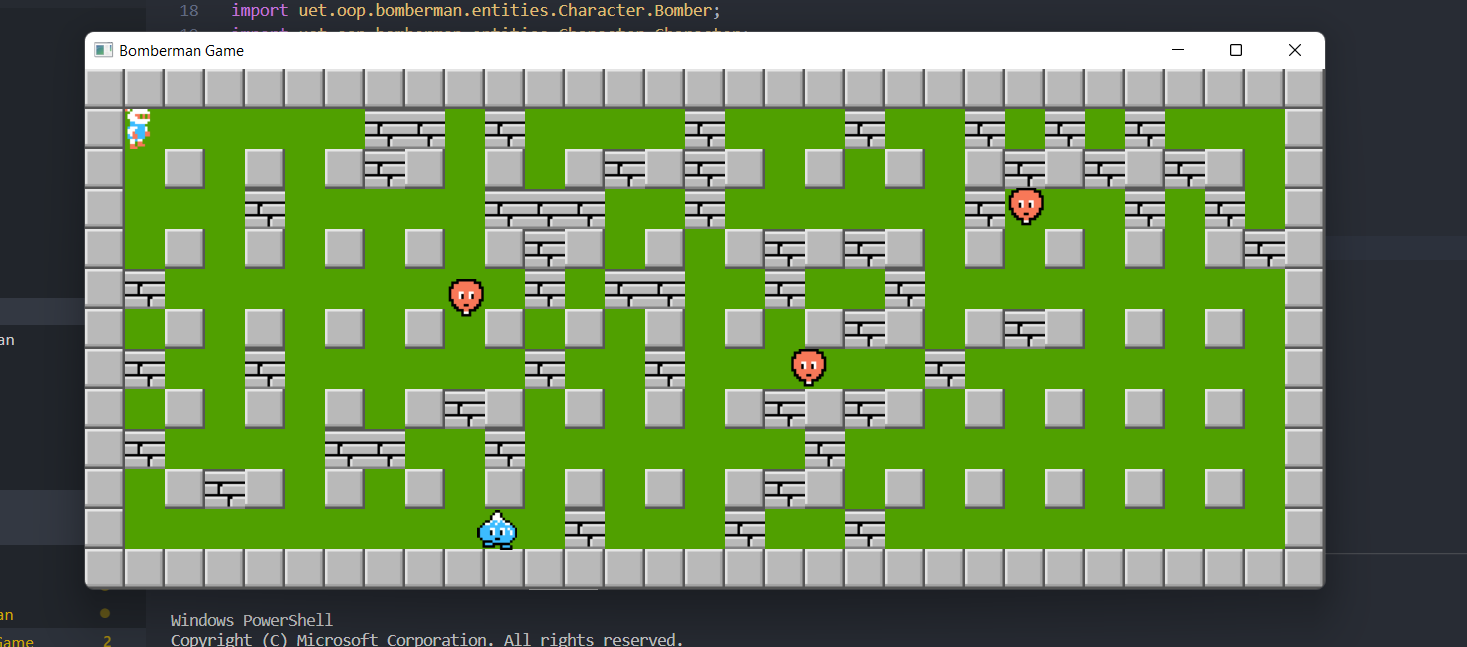 18 import uet.oop.bomberman.entities.Character.Bomber;
Bomberman Game
an
an
Game 2
Windows PowerShell
Copyright (C) Microsoft Corporation. All rights reserved.